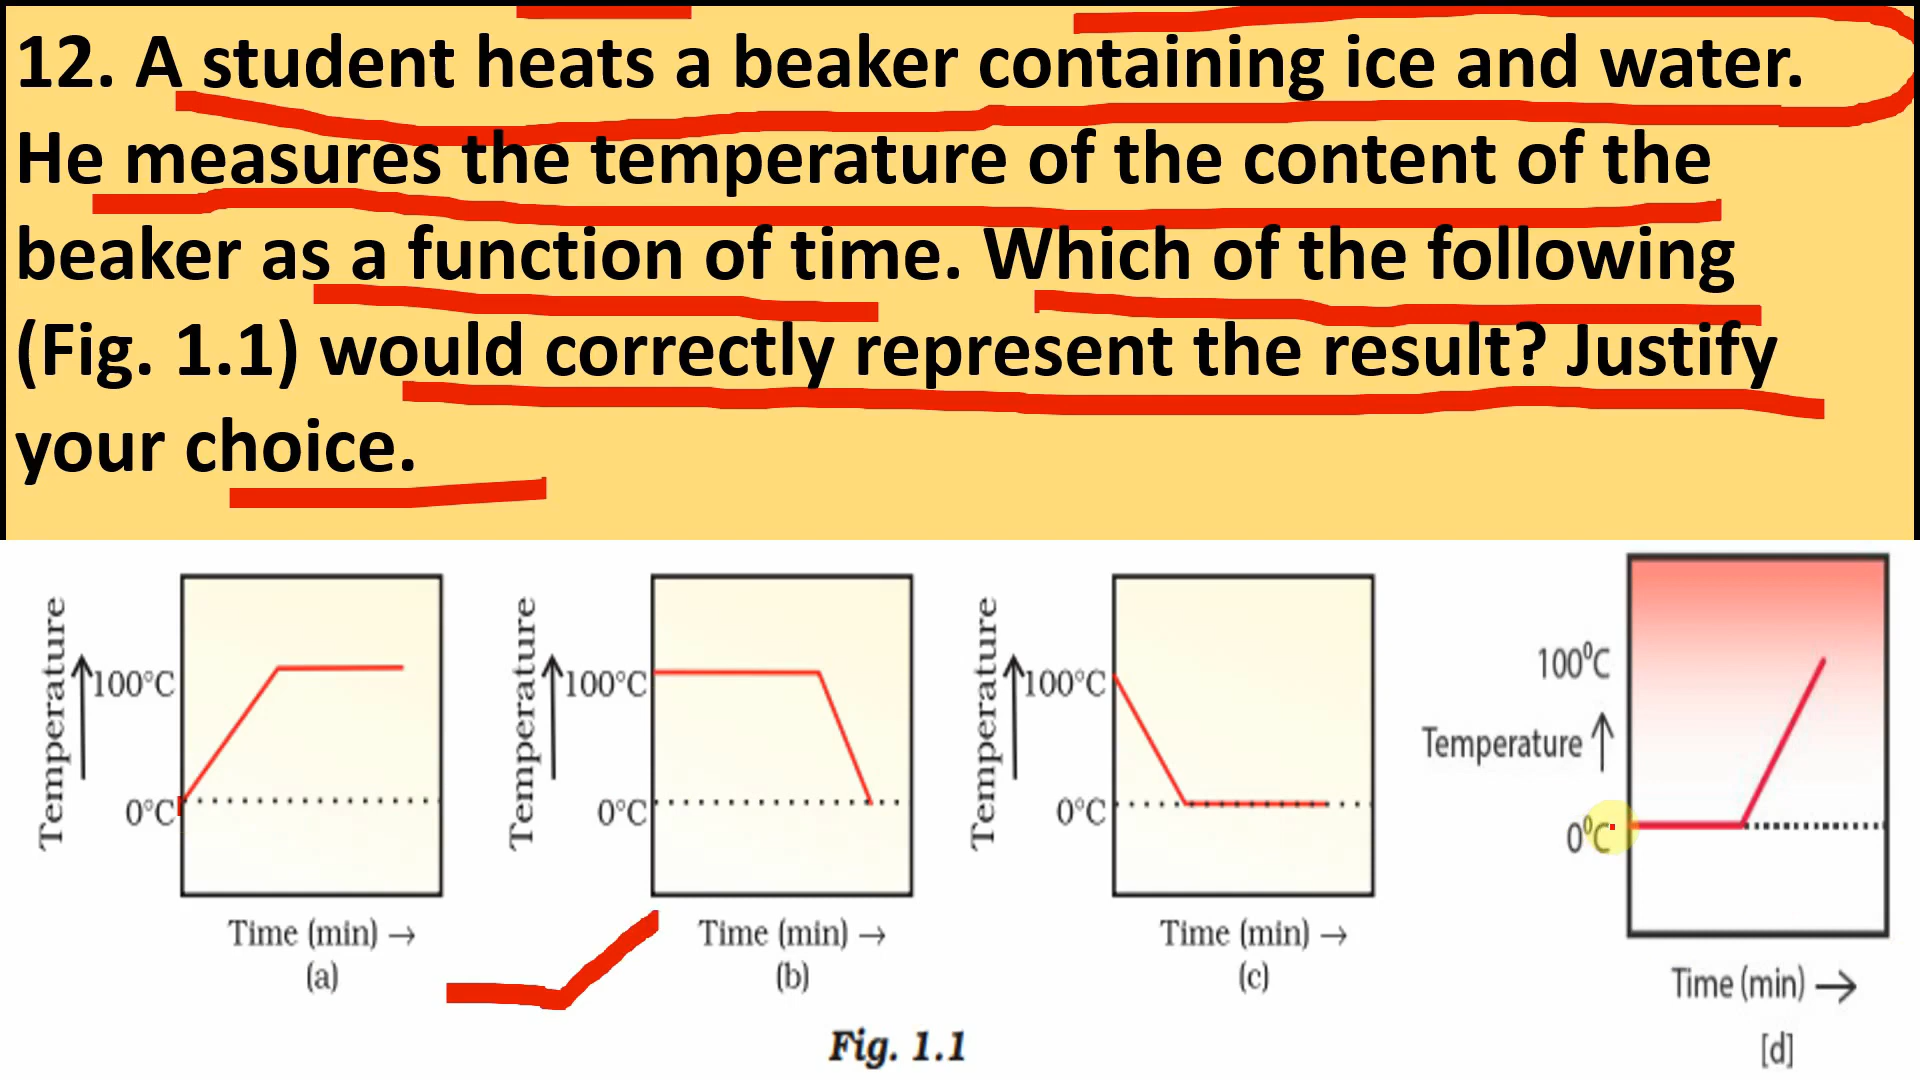 12. A student heats a beaker containing ice and water.
He measures the temperature of the content of the
beaker as a function of time. Which of the following
(Fig. 1.1) would correctly represent the result? Justify
your choice.
Temperature
100°C
0°C
Time (min) →
(a)
Temperature
100°C
0°C
Time (min) →
(b)
Temperature
100°C
0°C
Time (min) →
(c)
100⁰C
Temperature
0⁰C
Time (min) →
[d]
Fig. 1.1